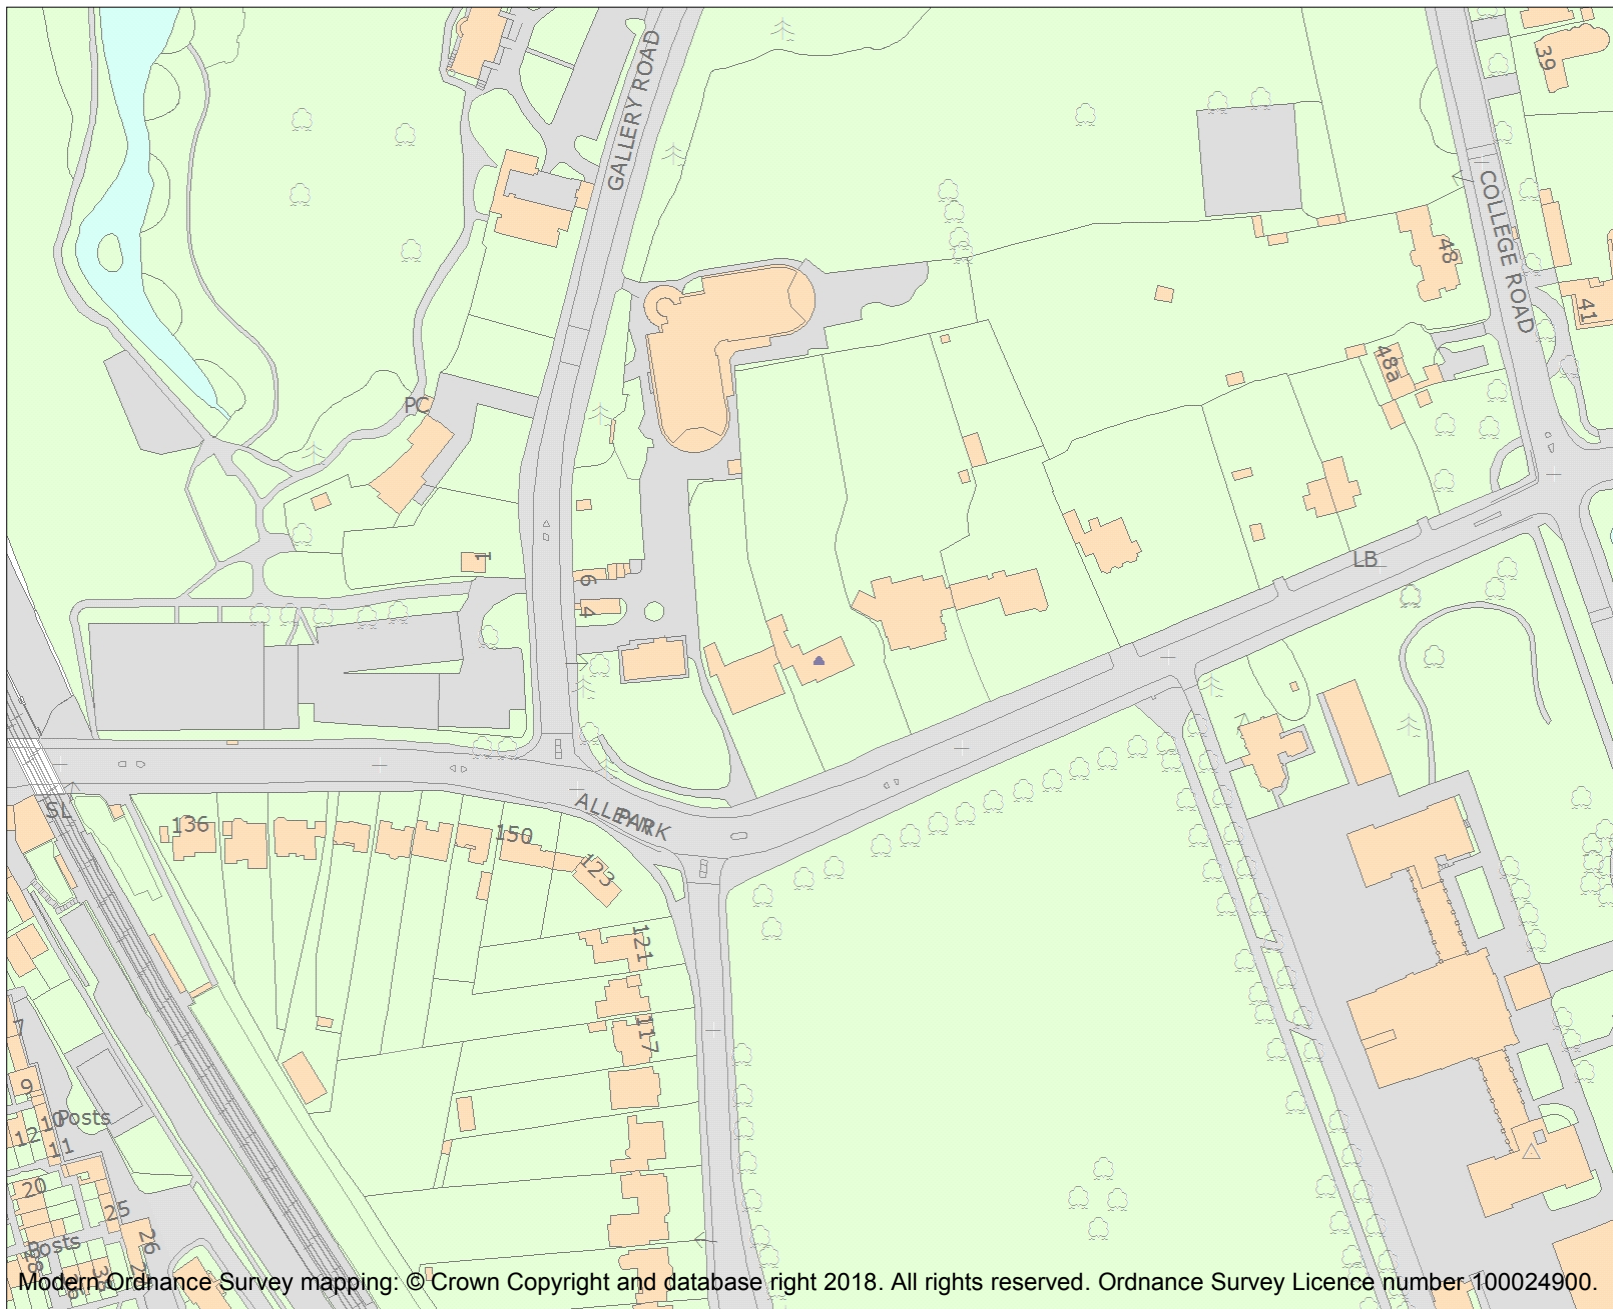 GALLERY ROAD
39
COLLEGE ROAD
48
41
48a
PC
1
LB
6
4
SL
136
150
PARK
123
121
117
7
9
10
Posts
12
11
20
25
26
Posts
Modern Ordnance Survey mapping: © Crown Copyright and database right 2018. All rights reserved. Ordnance Survey Licence number 100024900.